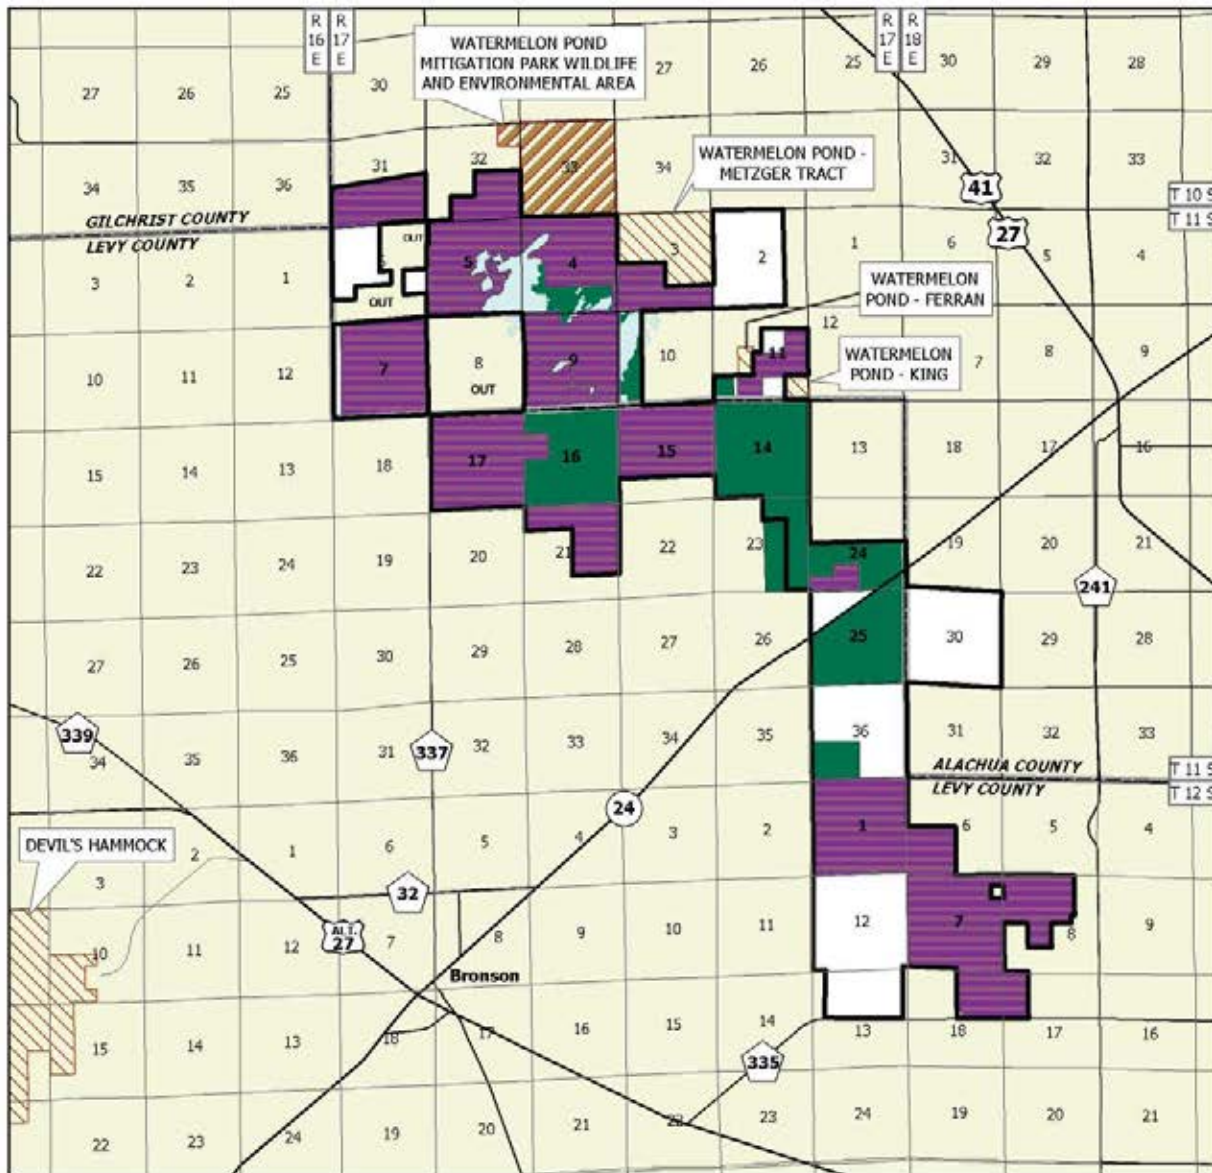 R R
16 17
E E
R R
17 18
E E
WATERMELON POND
MITIGATION PARK WILDLIFE
AND ENVIRONMENTAL AREA
27 26 25 30 27 26 25 30 29 28
WATERMELON POND -
METZGER TRACT
34 35 36 31 32 33 34 31 32 33
41
T 10 S
T 11 S
GILCHRIST COUNTY
LEVY COUNTY
27
3 2 1 OUT 5 4 3 2 1 6 5 4
OUT
WATERMELON
POND - FERRAN
WATERMELON
POND - KING
10 11 12 7 8 9 10 11 12 7 8 9
OUT
15 14 13 18 17 16 15 14 13 18 17 16
22 23 24 19 20 21 22 23 24 19 20 21
241
27 26 25 30 29 28 27 26 25 30 29 28
339
34 35 36 31 337 32 33 34 35 36 31 32 33
ALACHUA COUNTY
LEVY COUNTY
T 11 S
T 12 S
24
DEVIL'S HAMMOCK
3 2 1 6 5 4 3 2 1 6 5 4
32
ALT.
27
10 11 12 7 8 9 10 11 12 7 8 9
Bronson
15 14 13 18 17 16 15 14 13 18 17 16
335
22 23 24 19 20 21 22 23 24 19 20 21